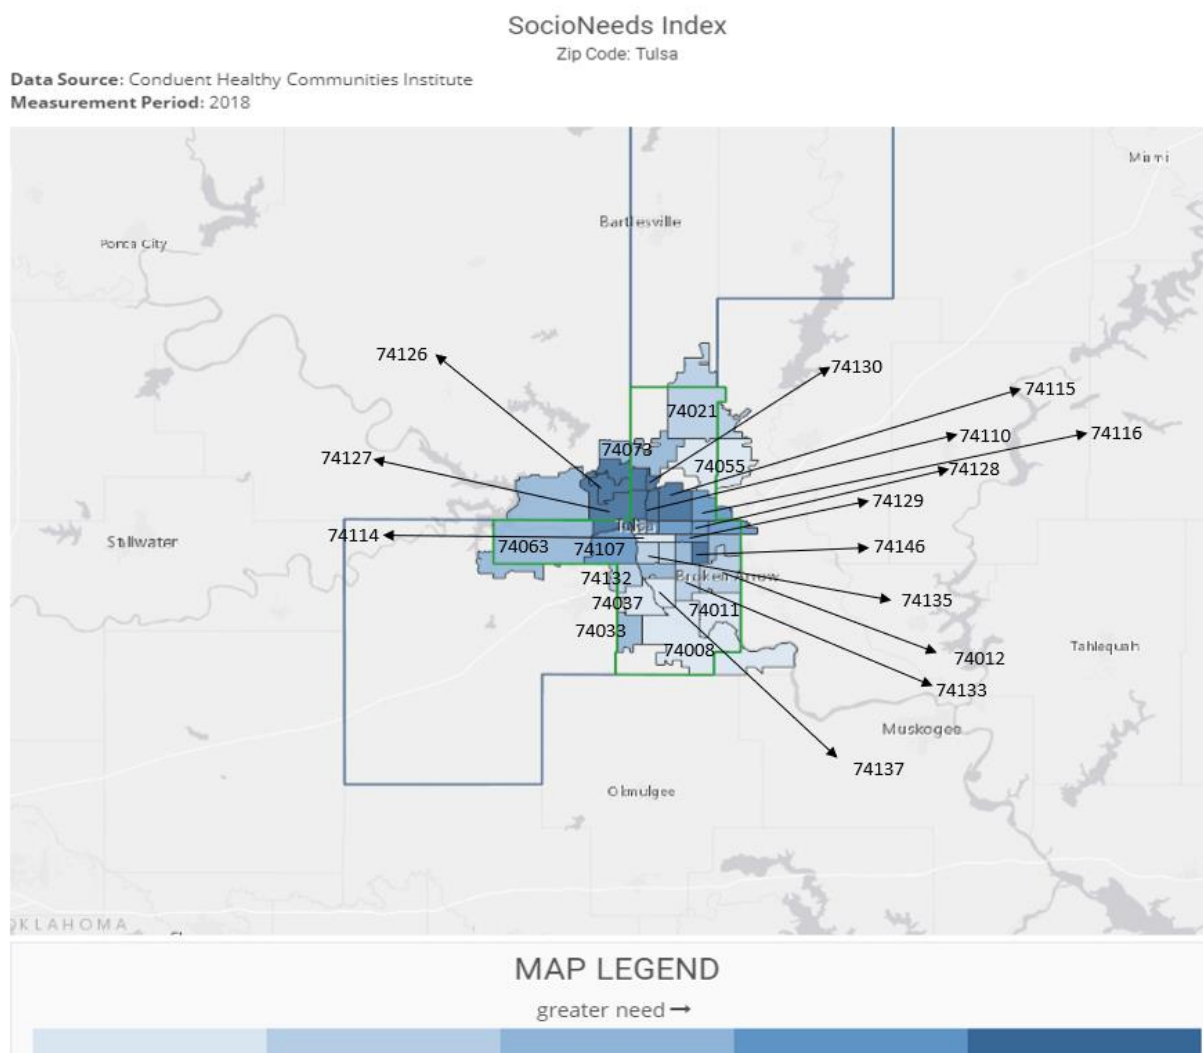 SocioNeeds Index
Zip Code: Tulsa
Data Source: Conduent Healthy Communities Institute
Measurement Period: 2018
Miami
Bartlesville
Ponca City
74126
74130
74115
74021
74110
74116
74073
74127
74055
74128
74129
Tulsa
Stillwater
74114
74063
74107
74146
74132
Broken Arrow
74135
74037
74011
74033
74008
74012
Tahlequah
74133
Muskogee
74137
Okmulgee
OKLAHOMA
MAP LEGEND
greater need →